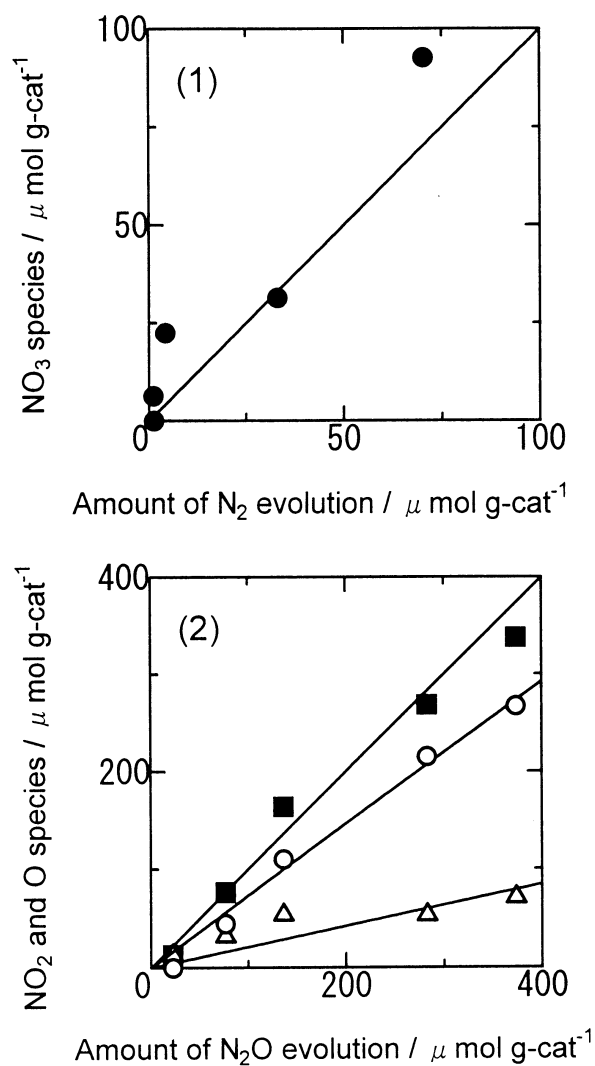 100
(1)
50
0 50 100
NO₃ species / μ mol g-cat⁻¹
Amount of N₂ evolution / μ mol g-cat⁻¹
400
(2)
200
0 200 400
NO₂ and O species / μ mol g-cat⁻¹
Amount of N₂O evolution / μ mol g-cat⁻¹